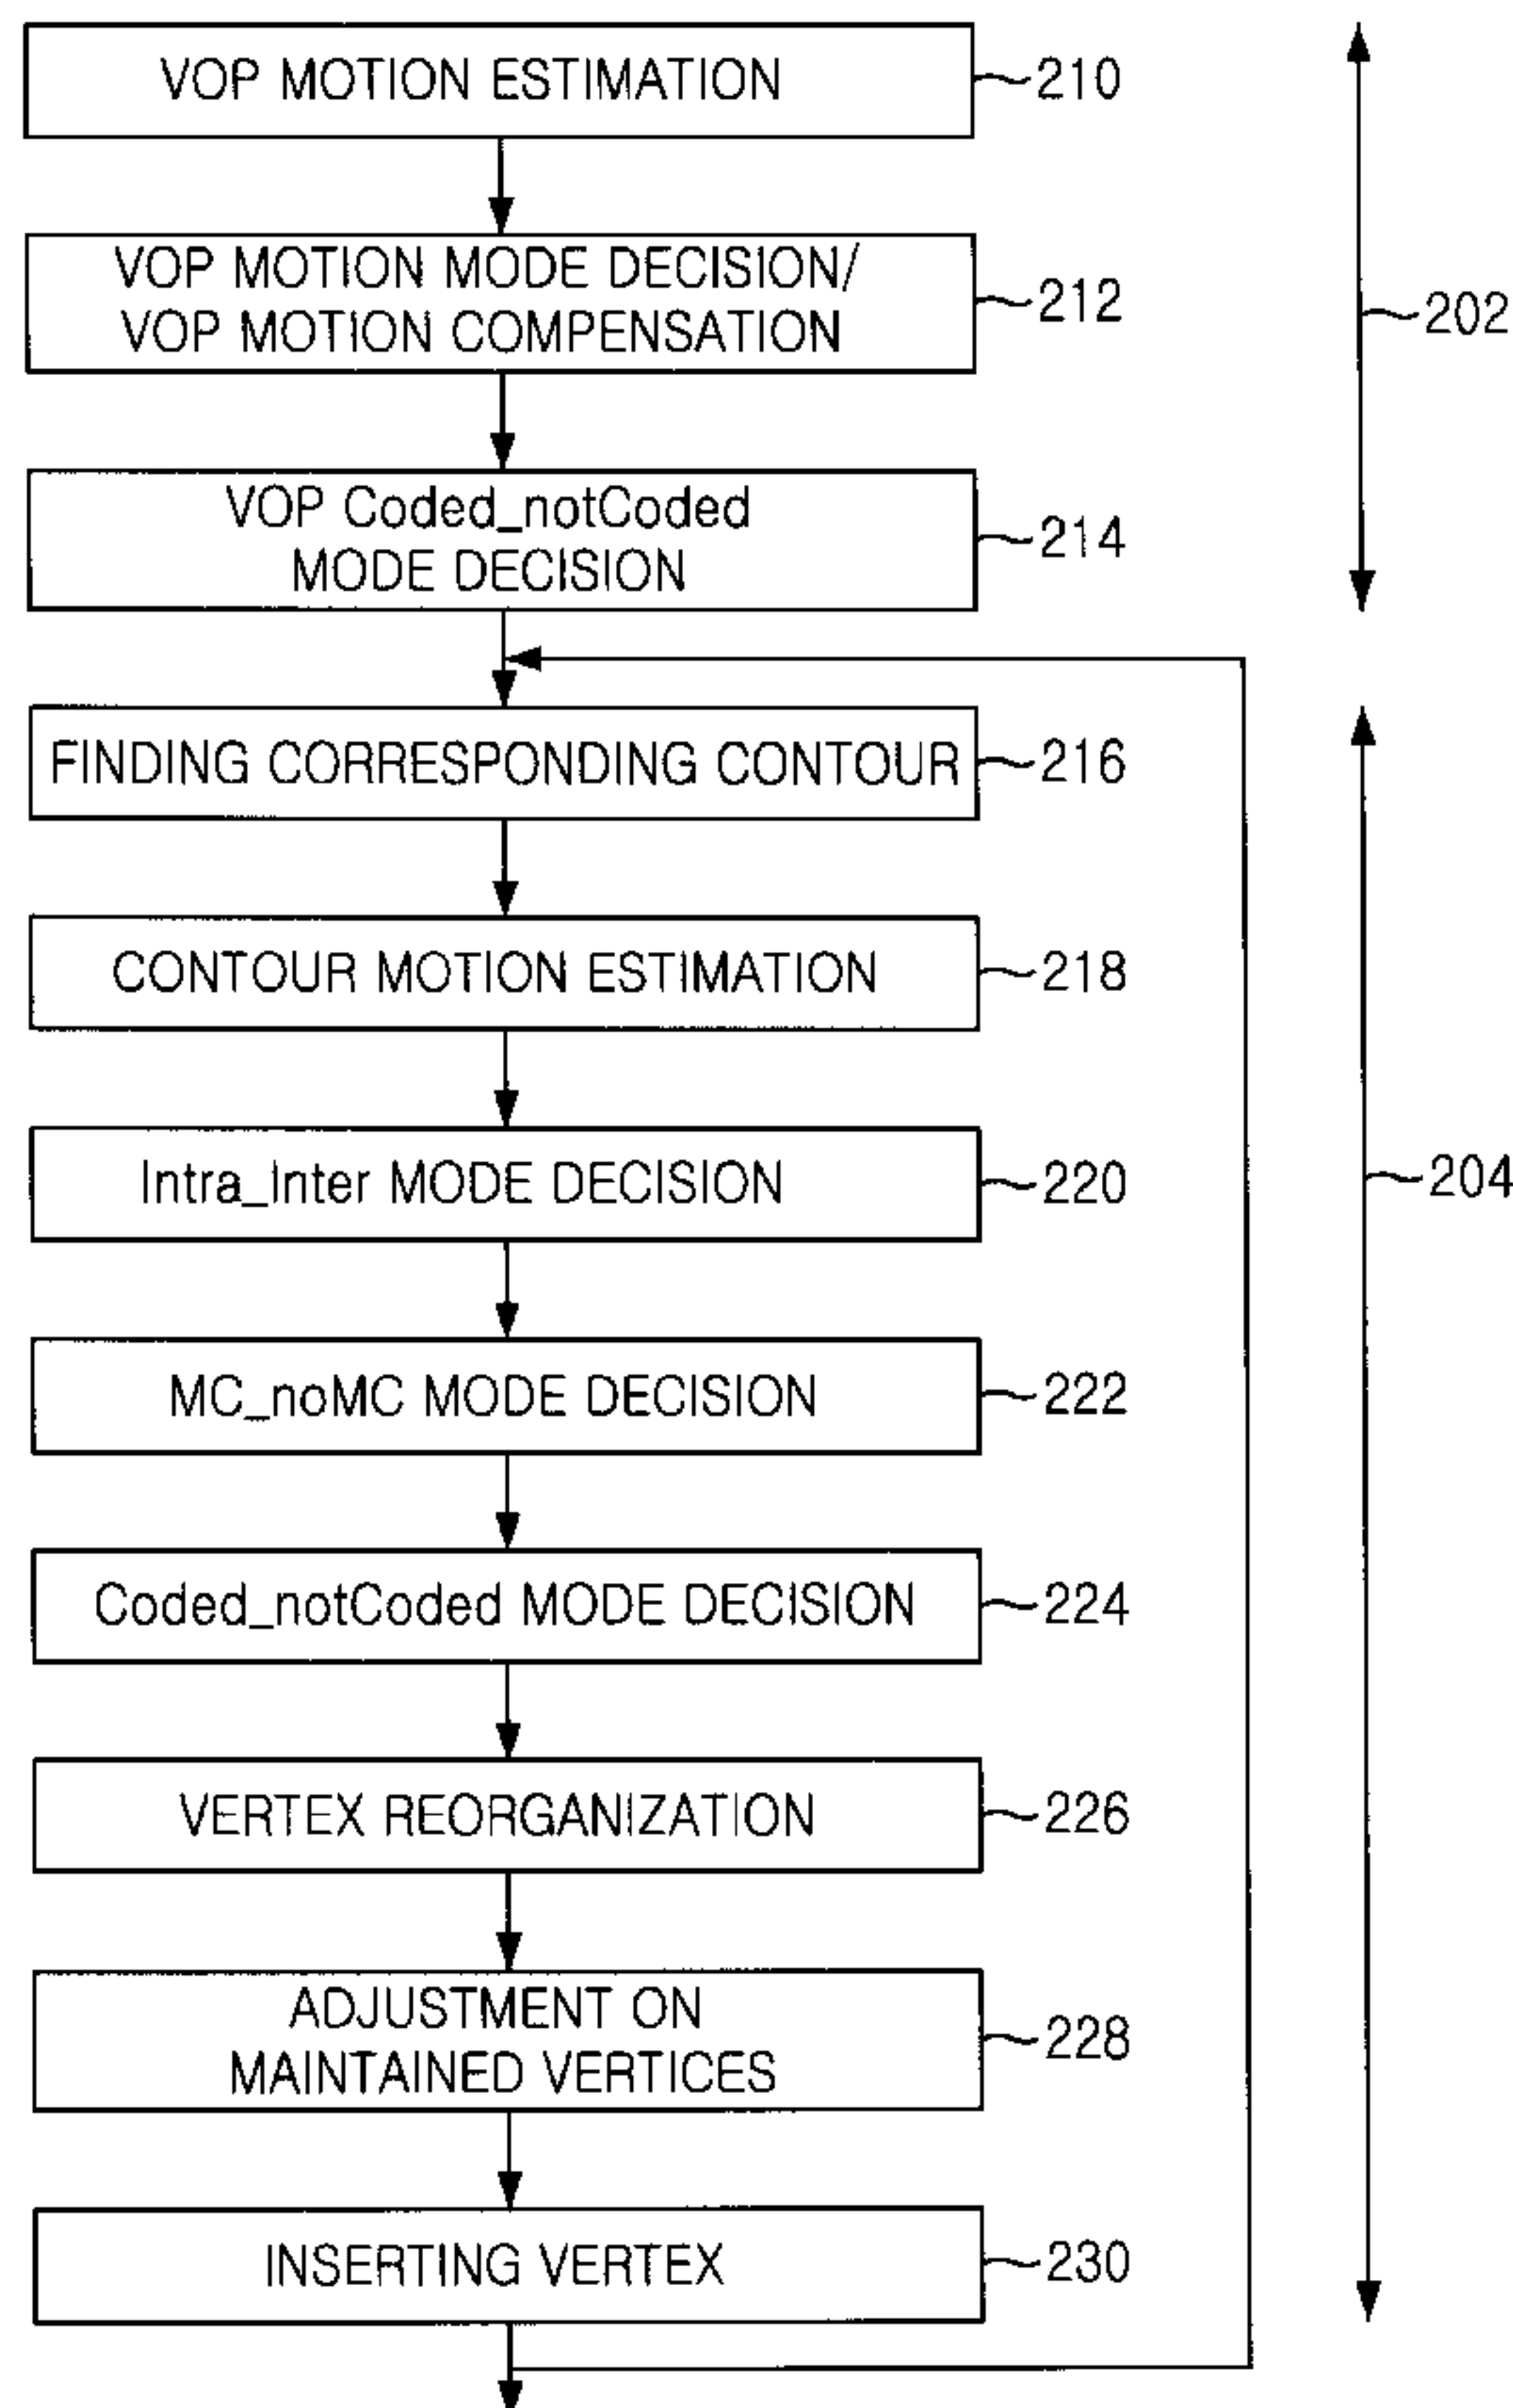 VOP MOTION ESTIMATION
210
VOP MOTION MODE DECISION/
VOP MOTION COMPENSATION
212
202
VOP Coded_notCoded
MODE DECISION
214
FINDING CORRESPONDING CONTOUR
216
CONTOUR MOTION ESTIMATION
218
Intra_Inter MODE DECISION
220
204
MC_noMC MODE DECISION
222
Coded_notCoded MODE DECISION
224
VERTEX REORGANIZATION
226
ADJUSTMENT ON
MAINTAINED VERTICES
228
INSERTING VERTEX
230